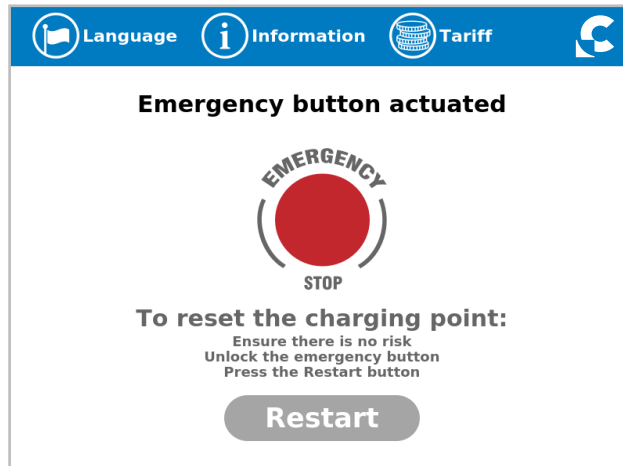 Language Information Tariff
Emergency button actuated
EMERGENCY
STOP
To reset the charging point:
Ensure there is no risk
Unlock the emergency button
Press the Restart button
Restart